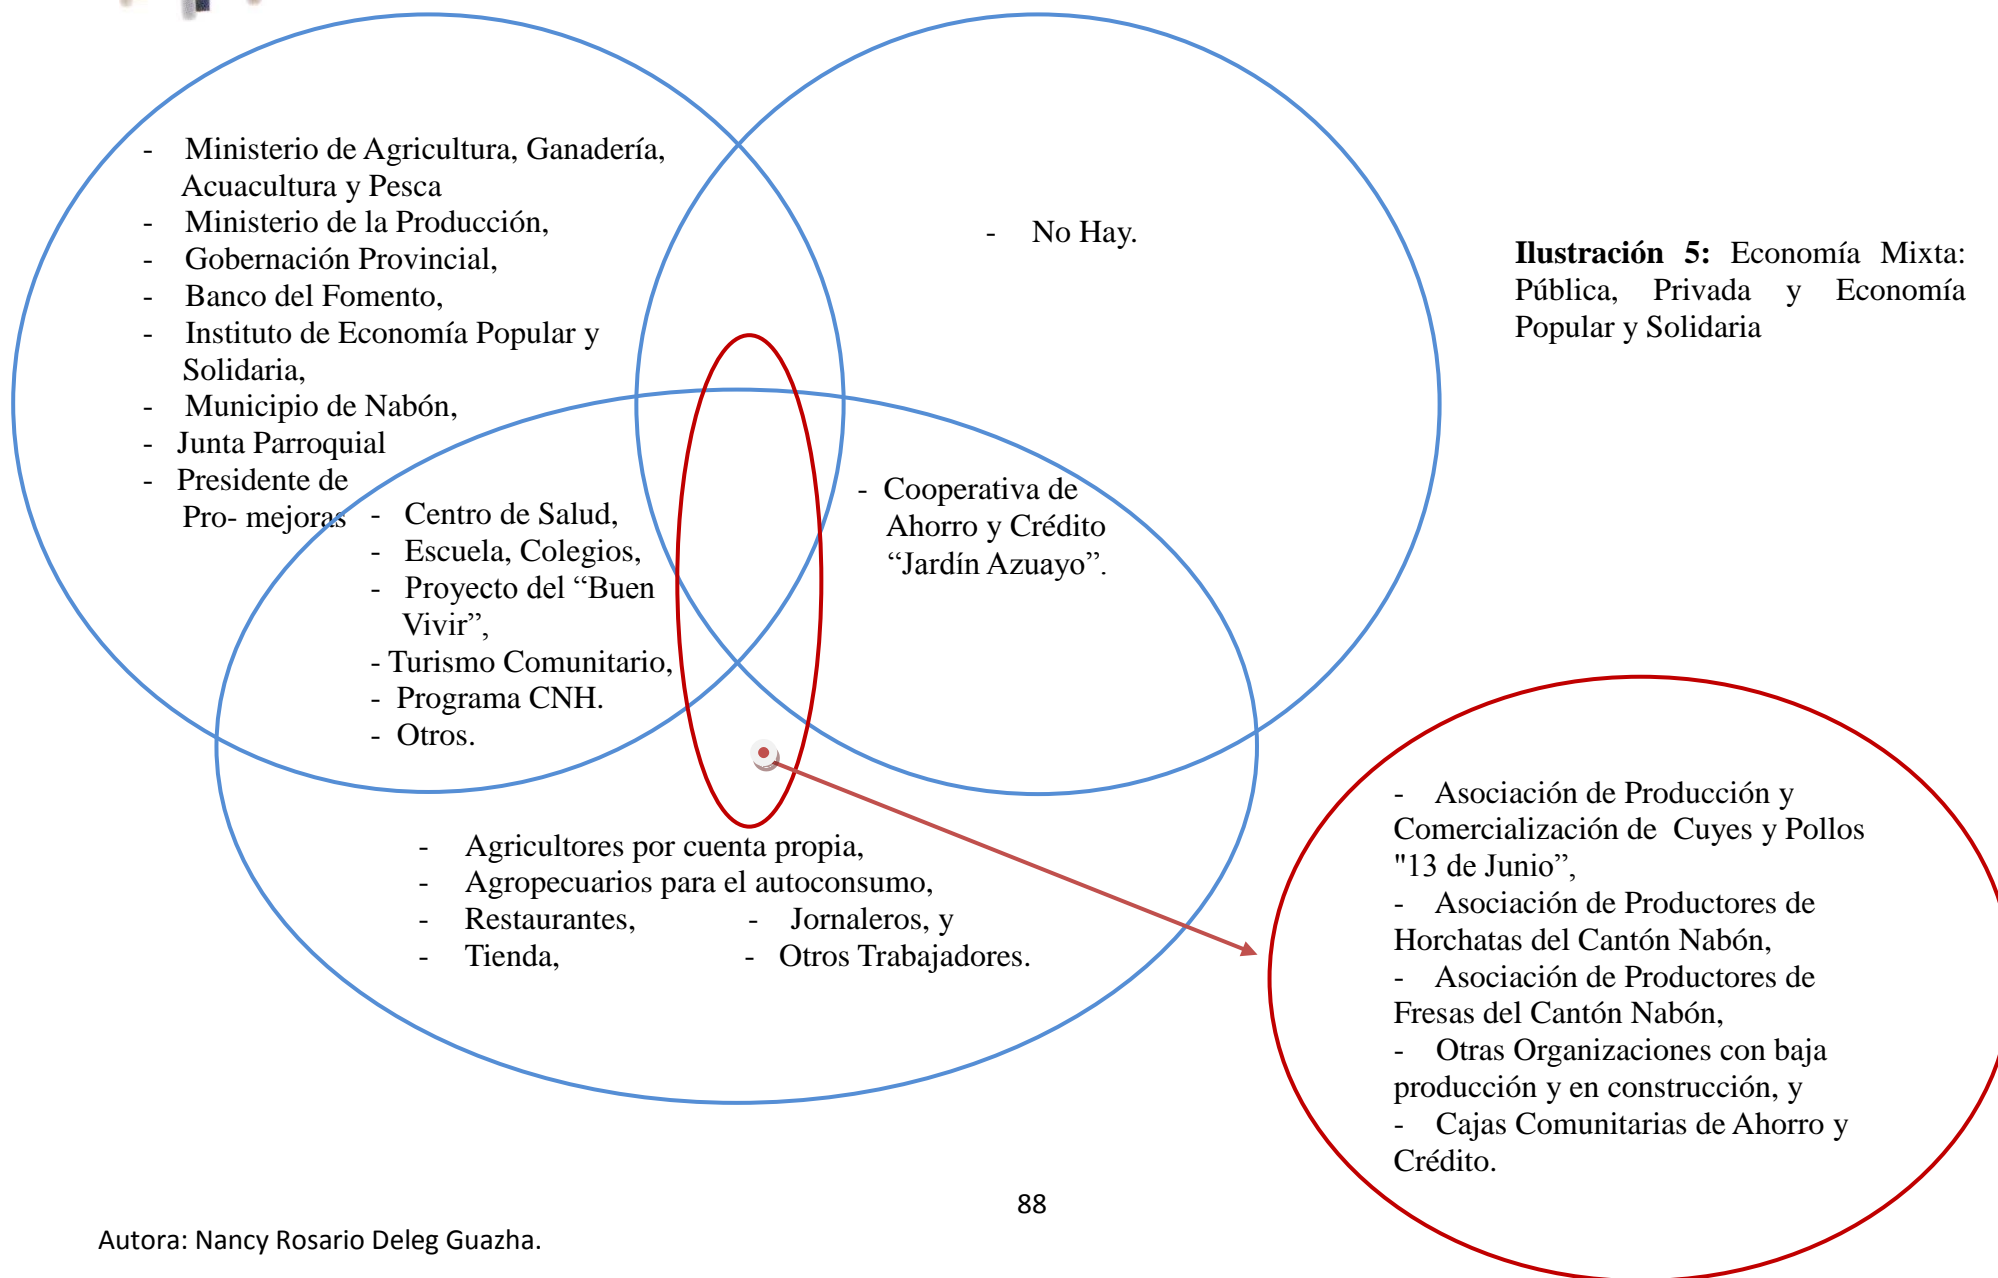 - Ministerio de Agricultura, Ganadería,
Acuacultura y Pesca
- Ministerio de la Producción,
- Gobernación Provincial,
- Banco del Fomento,
- Instituto de Economía Popular y
Solidaria,
- Municipio de Nabón,
- Junta Parroquial
- Presidente de
Pro- mejoras
- No Hay.
Ilustración 5: Economía Mixta:
Pública, Privada y Economía
Popular y Solidaria
- Centro de Salud,
- Escuela, Colegios,
- Proyecto del “Buen
Vivir”,
- Turismo Comunitario,
- Programa CNH.
- Otros.
- Cooperativa de
Ahorro y Crédito
“Jardín Azuayo”.
- Agricultores por cuenta propia,
- Agropecuarios para el autoconsumo,
- Restaurantes, - Jornaleros, y
- Tienda, - Otros Trabajadores.
- Asociación de Producción y
Comercialización de Cuyes y Pollos
"13 de Junio”,
- Asociación de Productores de
Horchatas del Cantón Nabón,
- Asociación de Productores de
Fresas del Cantón Nabón,
- Otras Organizaciones con baja
producción y en construcción, y
- Cajas Comunitarias de Ahorro y
Crédito.
88
Autora: Nancy Rosario Deleg Guazha.